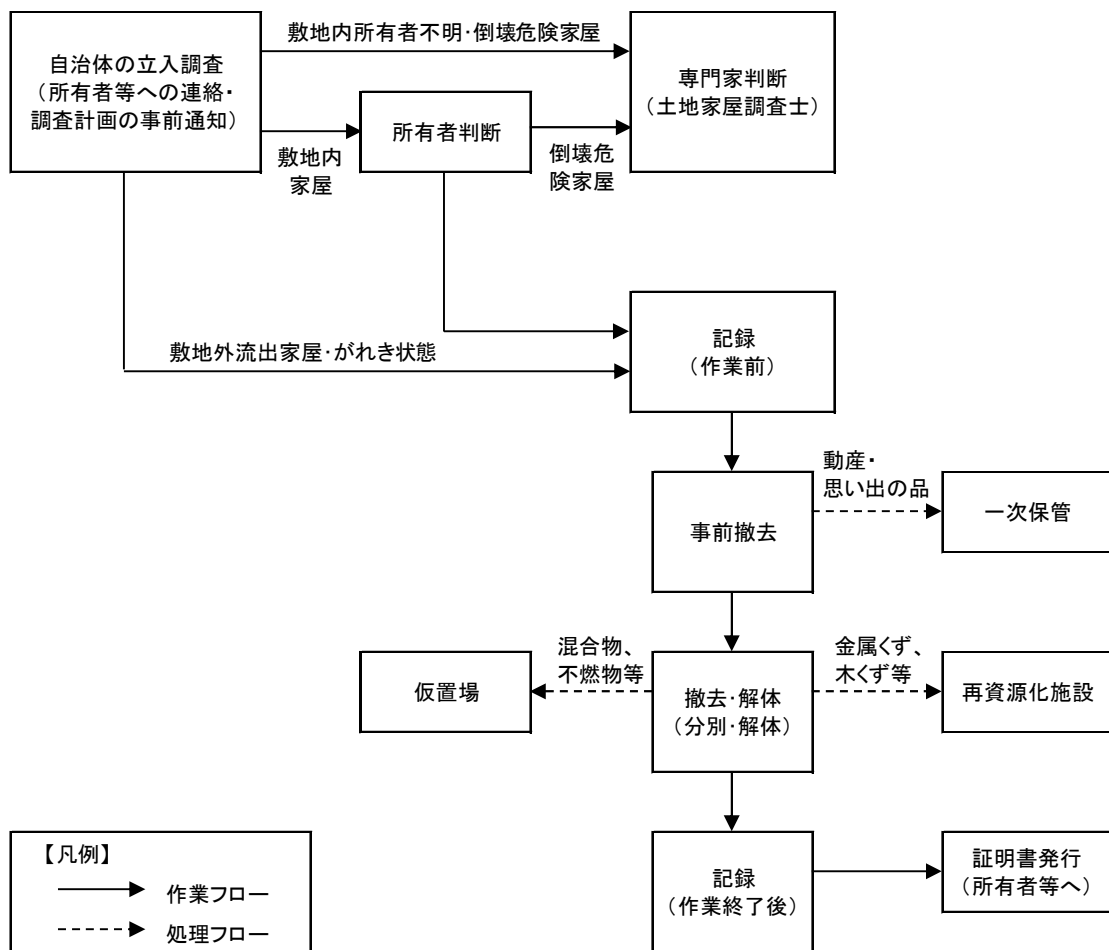 敷地内所有者不明・倒壊危険家屋
自治体の立入調査
（所有者等への連絡・
調査計画の事前通知）
専門家判断
（土地家屋調査士）
所有者判断
敷地内
家屋
倒壊危
険家屋
敷地外流出家屋・がれき状態
記録
（作業前）
動産・
思い出の品
事前撤去
一次保管
混合物、
不燃物等
金属くず、
木くず等
仮置場
撤去・解体
（分別・解体）
再資源化施設
【凡例】
作業フロー
処理フロー
記録
（作業終了後）
証明書発行
（所有者等へ）